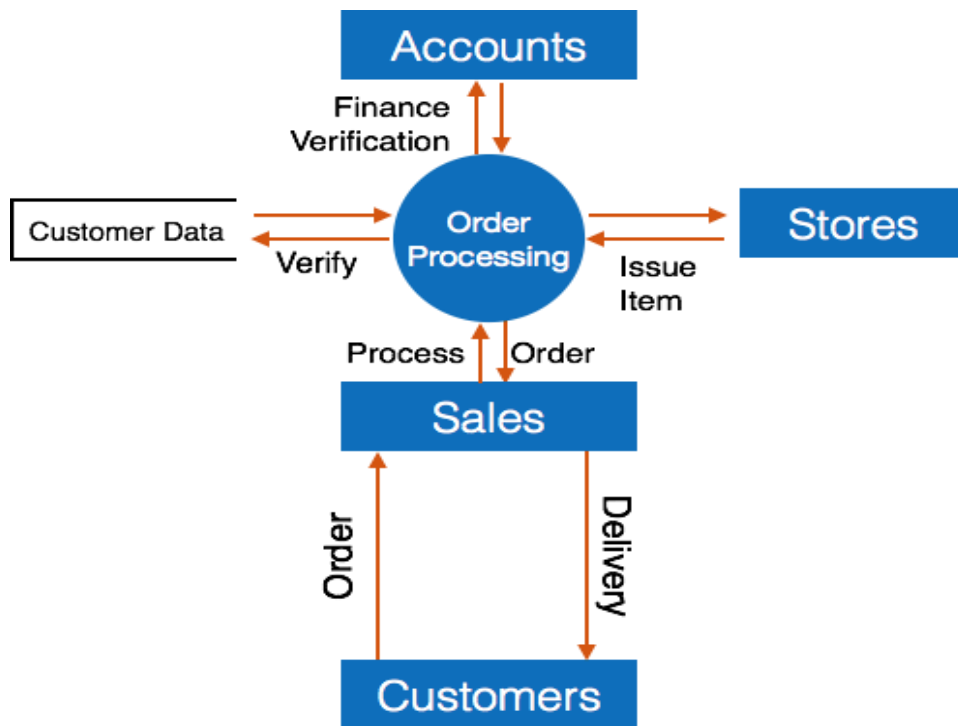 Accounts
Finance
Verification
Customer Data
Verify
Order
Processing
Stores
Issue
Item
Process
Order
Sales
Order
Delivery
Customers